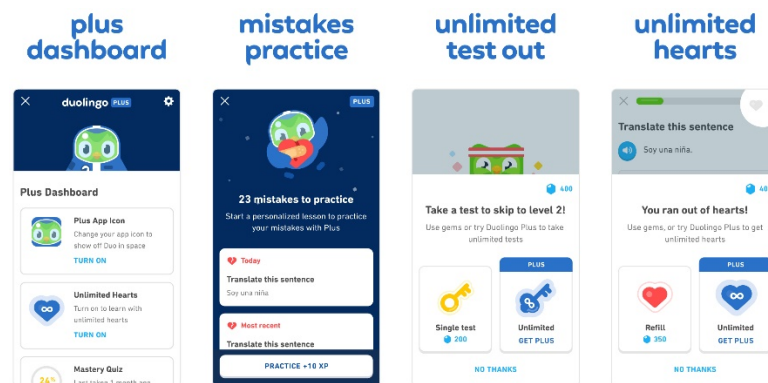 plus
dashboard
duolingo PLUS
Plus Dashboard
Plus App Icon
Change your app icon to
show off Duo in space
TURN ON
Unlimited Hearts
Turn on to learn with
unlimited hearts
TURN ON
24%
Mastery Quiz
mistakes
practice
PLUS
23 mistakes to practice
Start a personalized lesson to practice
your mistakes with Plus
Today
Translate this sentence
Soy una niña.
Most recent
Translate this sentence
PRACTICE +10 XP
unlimited
test out
400
Take a test to skip to level 2!
Use gems or try Duolingo Plus to take
unlimited tests
PLUS
Single test
200
Unlimited
GET PLUS
NO THANKS
unlimited
hearts
Translate this sentence
Soy una niña.
You ran out of hearts!
Use gems, or try Duolingo Plus to get
unlimited hearts
PLUS
Refill
350
Unlimited
GET PLUS
NO THANKS